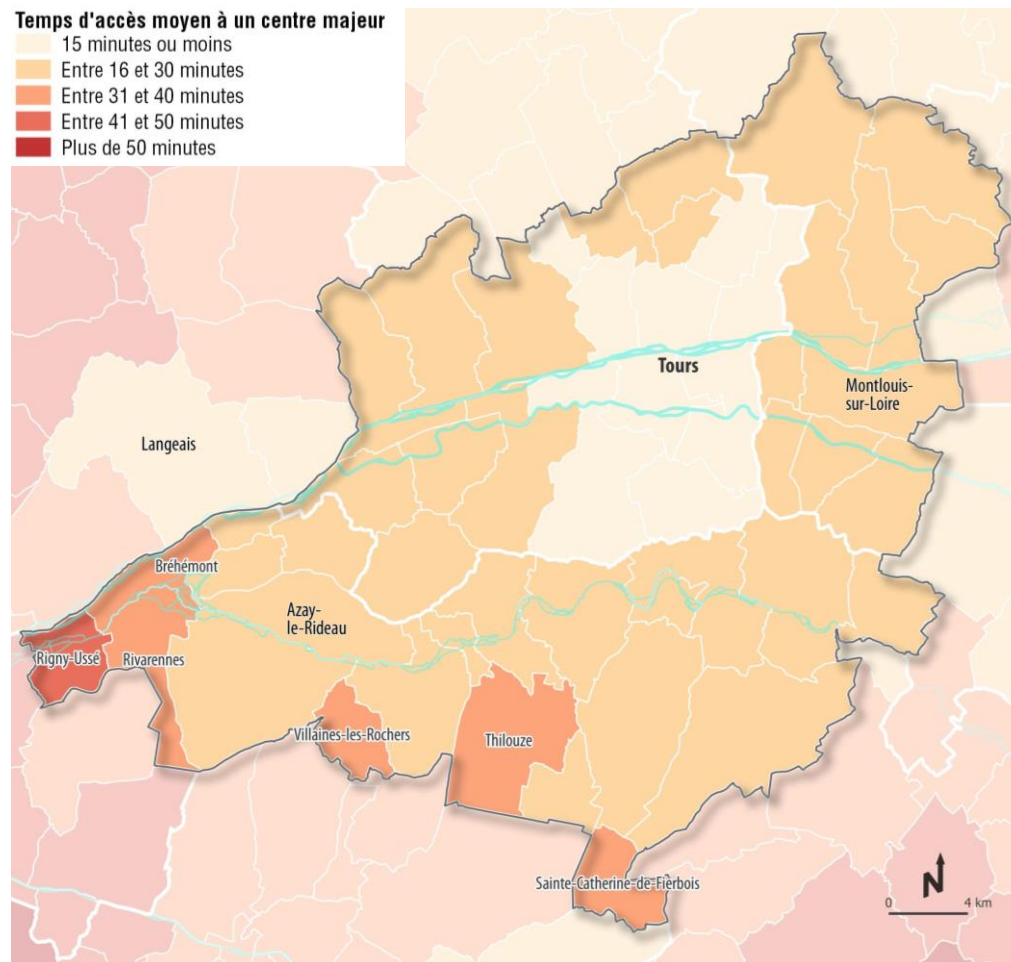 Temps d'accès moyen à un centre majeur
15 minutes ou moins
Entre 16 et 30 minutes
Entre 31 et 40 minutes
Entre 41 et 50 minutes
Plus de 50 minutes
Tours
Montlouis-
sur-Loire
Langeais
Bréhémont
Azay-
le-Rideau
Rigny-Ussé
Rivarennes
Villaines-les-Rochers
Thilouze
Sainte-Catherine-de-Fierbois
N
0 4 km